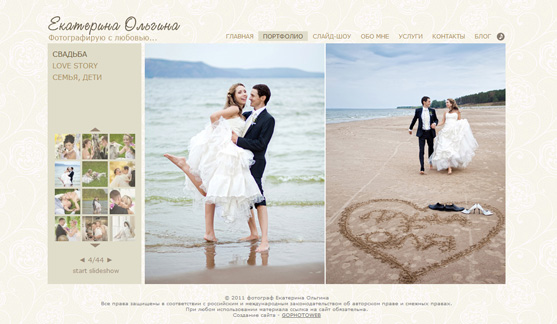 Екатерина Ольгина
Фотографирую с любовью...
ГЛАВНАЯ ПОРТФОЛИО СЛАЙД-ШОУ ОБО МНЕ УСЛУГИ КОНТАКТЫ БЛОГ
СВАДЬБА
LOVE STORY
СЕМЬЯ, ДЕТИ
4/44
start slideshow
ОЛЯ
© 2011 фотограф Екатерина Ольгина
Все права защищены в соответствии с российским и международным законодательством об авторском праве и смежных правах.
При любом использовании материалов ссылка на сайт обязательна.
Создание сайта - GOPHOTOWEB